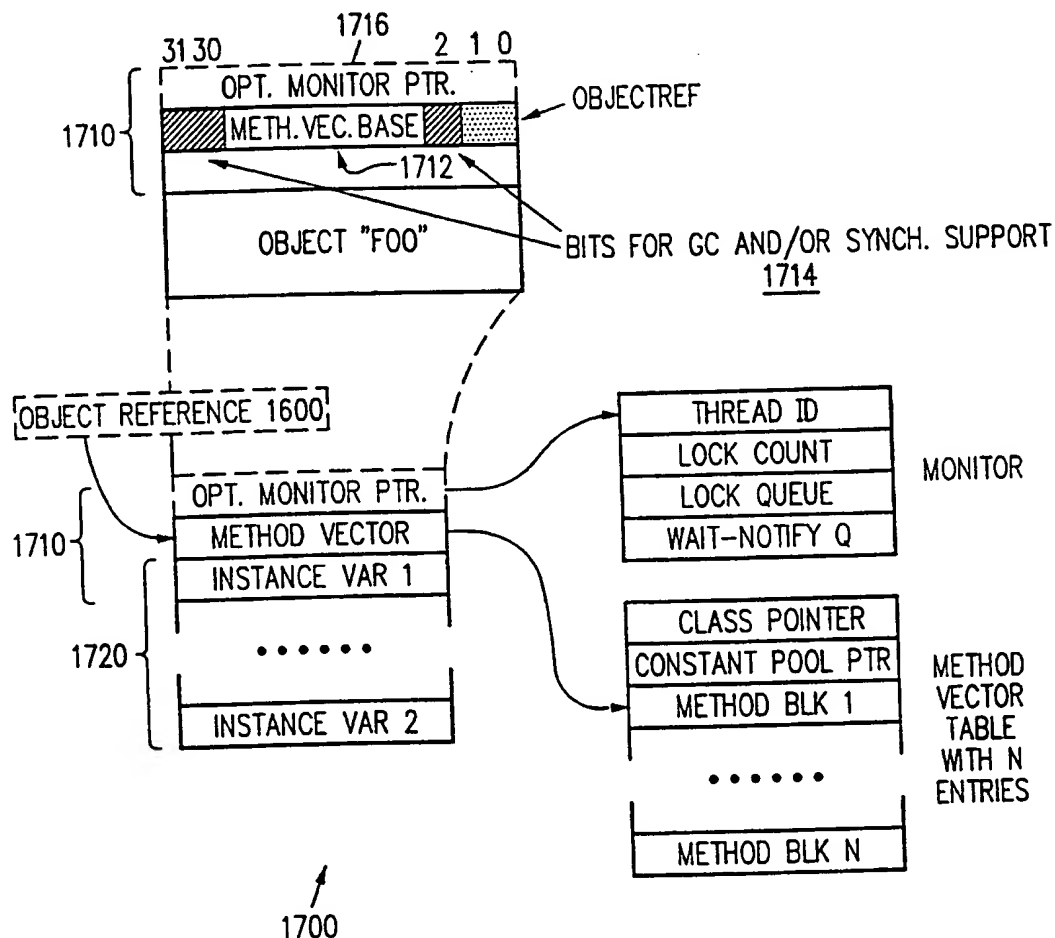 1716
31 30 2 1 0
OPT. MONITOR PTR.
OBJECTREF
1710
METH. VEC. BASE
1712
OBJECT "FOO"
BITS FOR GC AND/OR SYNCH. SUPPORT
1714
OBJECT REFERENCE 1600
OPT. MONITOR PTR.
1710
METHOD VECTOR
INSTANCE VAR 1
1720
INSTANCE VAR 2
THREAD ID
LOCK COUNT
LOCK QUEUE
WAIT-NOTIFY Q
MONITOR
CLASS POINTER
CONSTANT POOL PTR
METHOD BLK 1
METHOD BLK N
METHOD
VECTOR
TABLE
WITH N
ENTRIES
1700